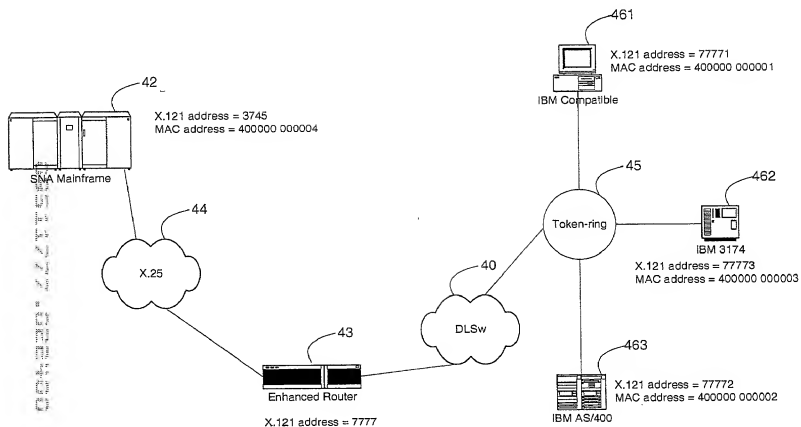 42
X.121 address = 3745
MAC address = 400000 000004
SNA Mainframe
44
X.25
43
Enhanced Router
X.121 address = 7777
40
DLSw
45
Token-ring
461
X.121 address = 77771
MAC address = 400000 000001
IBM Compatible
462
IBM 3174
X.121 address = 77773
MAC address = 400000 000003
463
X.121 address = 77772
MAC address = 400000 000002
IBM AS/400